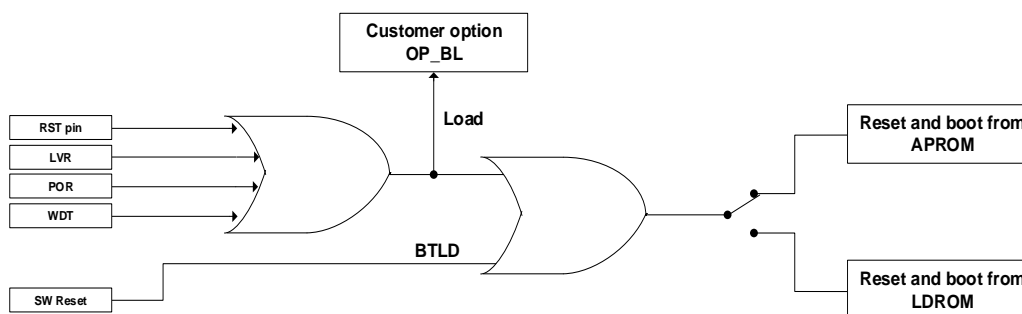 Customer option
OP_BL
Load
RST pin
LVR
POR
WDT
Reset and boot from
APROM
BTLD
SW Reset
Reset and boot from
LDROM